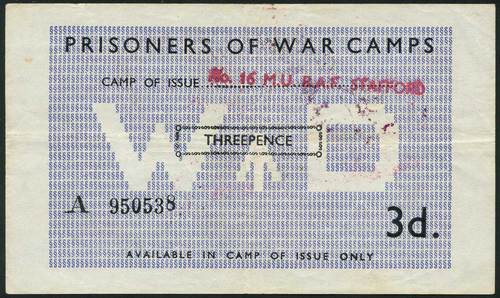 PRISONERS OF WAR CAMPS
CAMP OF ISSUE No. 16 M.U. R.A.F. STAFFORD
W D
THREEPENCE
A 950538
3d.
AVAILABLE IN CAMP OF ISSUE ONLY